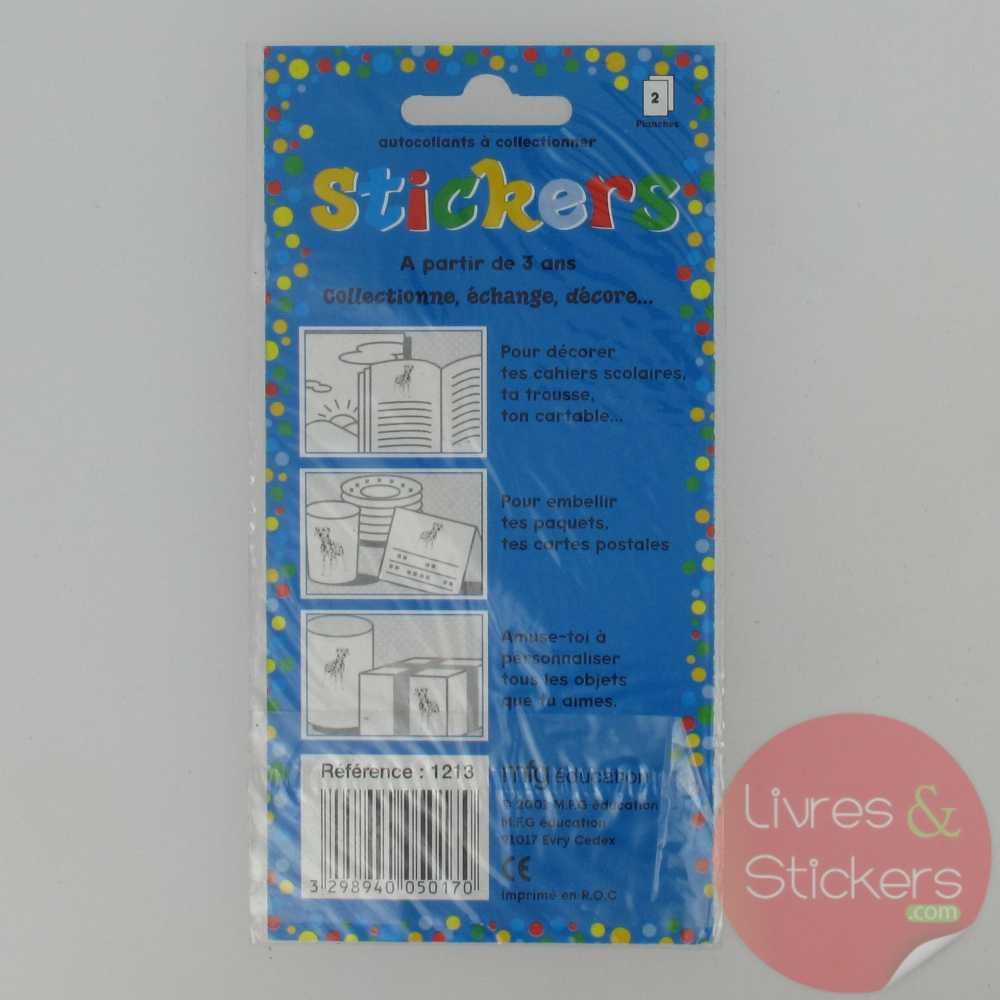 2
Planches
autocollants à collectionner
Stickers
A partir de 3 ans
Collectionne, échange, décore...
Pour décorer
tes cahiers scolaires,
ta trousse,
ton cartable...
Pour embellir
tes paquets,
tes cartes postales
Amuse-toi à
personnaliser
tous les objets
que tu aimes.
Référence : 1213
3 298940 050170
mfg éducation
M.F.G éducation
M.F.G éducation
91017 Evry Cedex
CE
Imprimé en R.O.C
Livres &
Stickers
.com